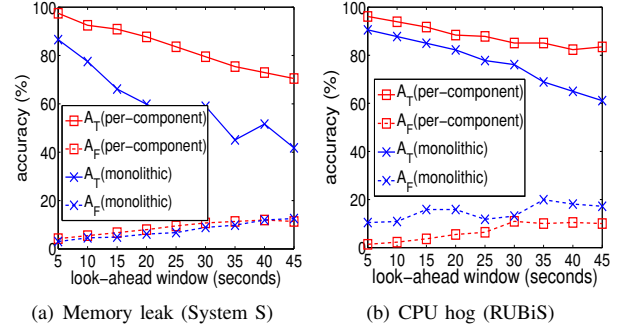 100
80
60
40
20
0
accuracy (%)
A_T(per-component)
A_F(per-component)
A_T(monolithic)
A_F(monolithic)
5 10 15 20 25 30 35 40 45
look-ahead window (seconds)
(a) Memory leak (System S)
100
80
60
40
20
0
accuracy (%)
A_T(per-component)
A_F(per-component)
A_T(monolithic)
A_F(monolithic)
5 10 15 20 25 30 35 40 45
look-ahead window (seconds)
(b) CPU hog (RUBiS)